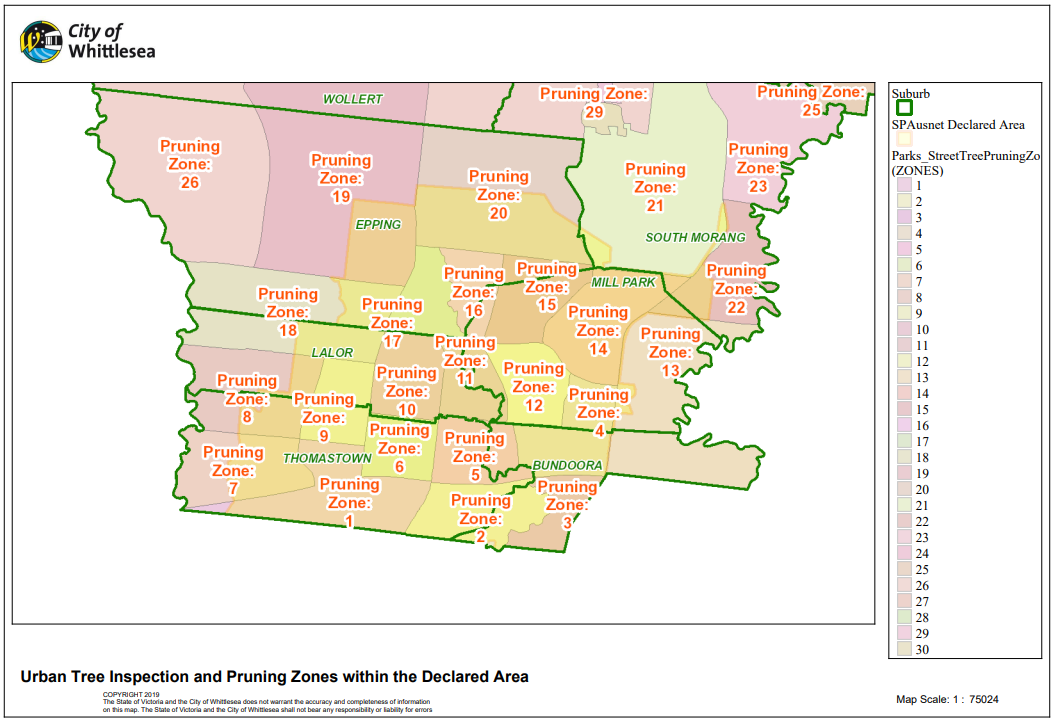 City of
Whittlesea
WOLLERT
Pruning Zone:
29
Pruning Zone:
25
Pruning
Zone:
26
Pruning
Zone:
19
Pruning
Zone:
20
Pruning
Zone:
21
Pruning
Zone:
23
EPPING
SOUTH MORANG
Pruning
Zone:
16
Pruning
Zone:
15
MILL PARK
Pruning
Zone:
22
Pruning
Zone:
18
Pruning
Zone:
17
Pruning
Zone:
14
Pruning
Zone:
13
LALOR
Pruning
Zone:
11
Pruning
Zone:
8
Pruning
Zone:
10
Pruning
Zone:
12
Pruning
Zone:
9
Pruning
Zone:
4
Pruning
Zone:
6
Pruning
Zone:
5
Pruning
Zone:
7
THOMASTOWN
BUNDOORA
Pruning
Zone:
1
Pruning
Zone:
2
Pruning
Zone:
3
Suburb
SPAusnet Declared Area
Parks_StreetTreePruningZo
(ZONES)
1
2
3
4
5
6
7
8
9
10
11
12
13
14
15
16
17
18
19
20
21
22
23
24
25
26
27
28
29
30
Urban Tree Inspection and Pruning Zones within the Declared Area
COPYRIGHT 2019
The State of Victoria and the City of Whittlesea does not warrant the accuracy and completeness of information
on this map. The State of Victoria and the City of Whittlesea shall not bear any responsibility or liability for errors
Map Scale: 1 : 75024